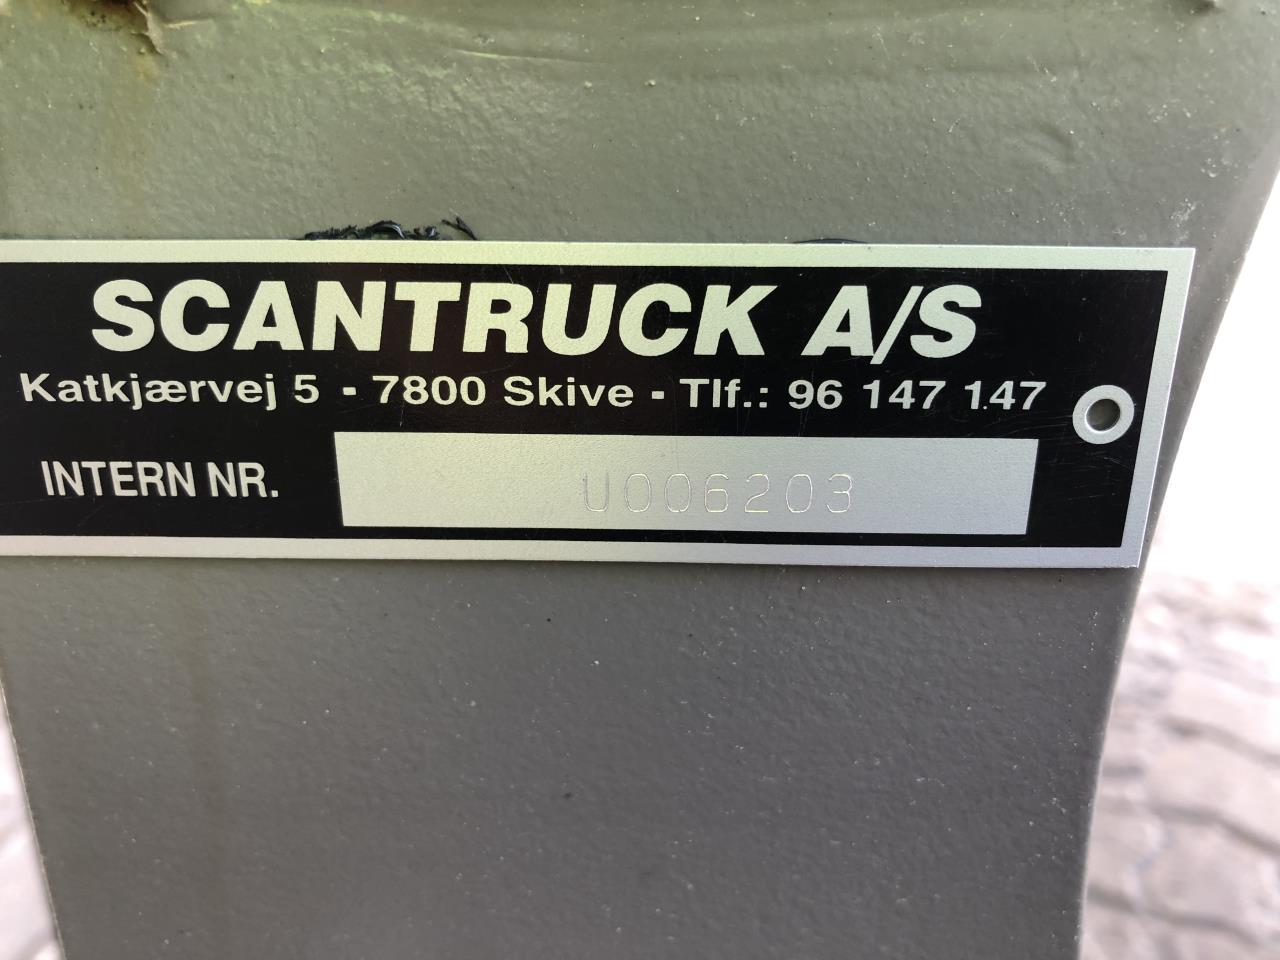 SCANTRUCK A/S
Katkjærvej 5 - 7800 Skive - Tlf.: 96 147 147
INTERN NR. U006203